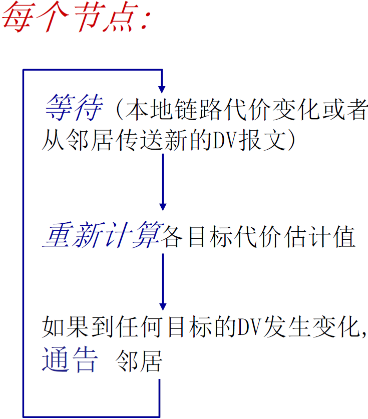 每个节点:
等待 (本地链路代价变化或者
从邻居传送新的DV报文)
重新计算各目标代价估计值
如果到任何目标的DV发生变化,
通告 邻居